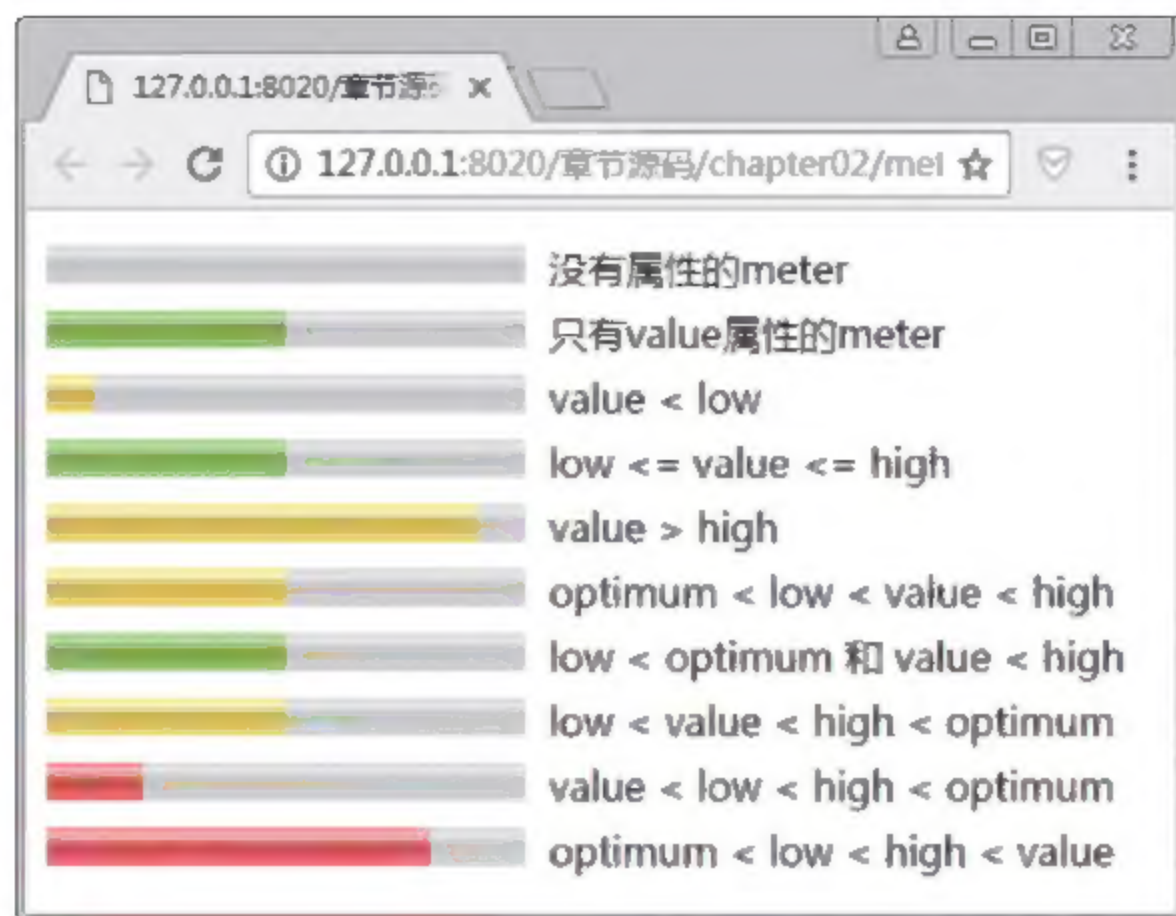 127.0.0.1:8020/章节源
127.0.0.1:8020/章节源码/chapter02/met
没有属性的meter
只有value属性的meter
value < low
low <= value <= high
value > high
optimum < low < value < high
low < optimum 和 value < high
low < value < high < optimum
value < low < high < optimum
optimum < low < high < value